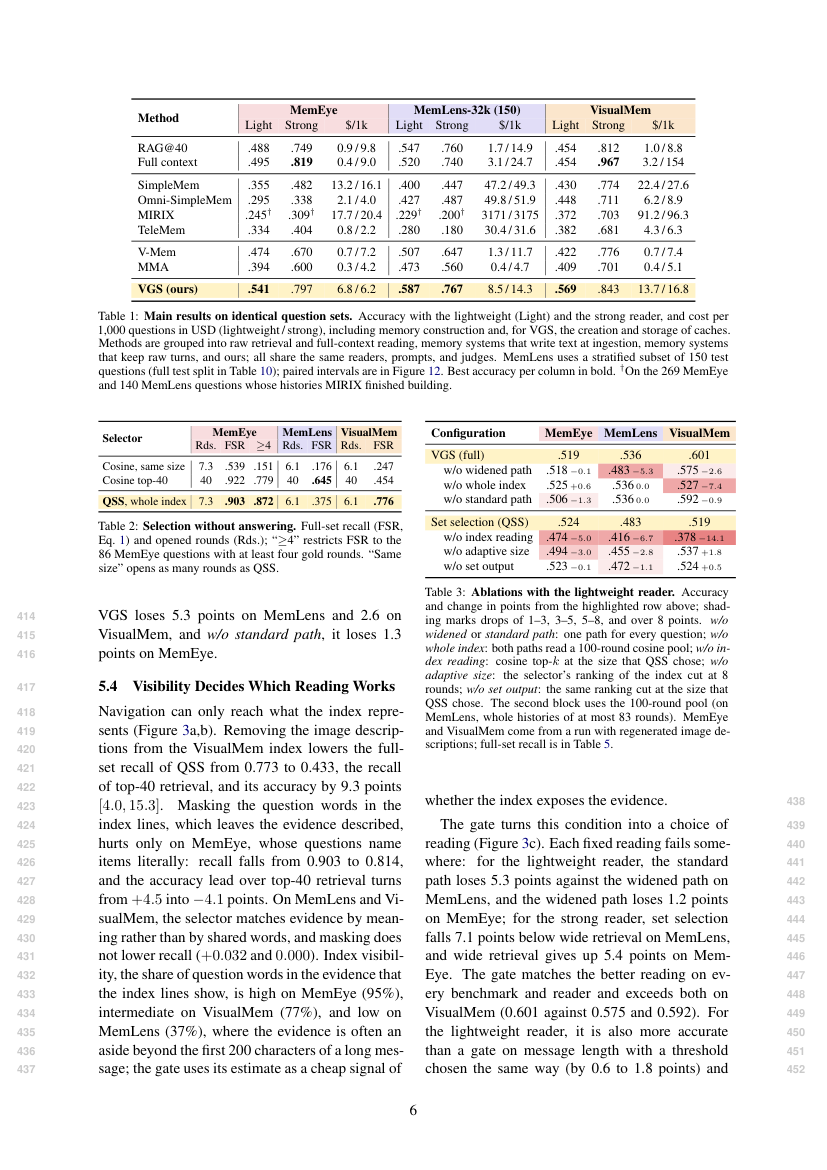 Method MemEye MemLens-32k (150) VisualMem
Light Strong $/1k Light Strong $/1k Light Strong $/1k
RAG@40 .488 .749 0.9 / 9.8 .547 .760 1.7 / 14.9 .454 .812 1.0 / 8.8
Full context .495 .819 0.4 / 9.0 .520 .740 3.1 / 24.7 .454 .967 3.2 / 154
SimpleMem .355 .482 13.2 / 16.1 .400 .447 47.2 / 49.3 .430 .774 22.4 / 27.6
Omni-SimpleMem .295 .338 2.1 / 4.0 .427 .487 49.8 / 51.9 .448 .711 6.2 / 8.9
MIRIX .245† .309† 17.7 / 20.4 .229† .200† 3171 / 3175 .372 .703 91.2 / 96.3
TeleMem .334 .404 0.8 / 2.2 .280 .180 30.4 / 31.6 .382 .681 4.3 / 6.3
V-Mem .474 .670 0.7 / 7.2 .507 .647 1.3 / 11.7 .422 .776 0.7 / 7.4
MMA .394 .600 0.3 / 4.2 .473 .560 0.4 / 4.7 .409 .701 0.4 / 5.1
VGS (ours) .541 .797 6.8 / 6.2 .587 .767 8.5 / 14.3 .569 .843 13.7 / 16.8
Table 1: Main results on identical question sets. Accuracy with the lightweight (Light) and the strong reader, and cost per
1,000 questions in USD (lightweight / strong), including memory construction and, for VGS, the creation and storage of caches.
Methods are grouped into raw retrieval and full-context reading, memory systems that write text at ingestion, memory systems
that keep raw turns, and ours; all share the same readers, prompts, and judges. MemLens uses a stratified subset of 150 test
questions (full test split in Table 10); paired intervals are in Figure 12. Best accuracy per column in bold. †On the 269 MemEye
and 140 MemLens questions whose histories MIRIX finished building.
Selector MemEye MemLens VisualMem
Rds. FSR ≥4 Rds. FSR Rds. FSR
Cosine, same size 7.3 .539 .151 6.1 .176 6.1 .247
Cosine top-40 40 .922 .779 40 .645 40 .454
QSS, whole index 7.3 .903 .872 6.1 .375 6.1 .776
Table 2: Selection without answering. Full-set recall (FSR,
Eq. 1) and opened rounds (Rds.); “≥4” restricts FSR to the
86 MemEye questions with at least four gold rounds. “Same
size” opens as many rounds as QSS.
414 VGS loses 5.3 points on MemLens and 2.6 on
415 VisualMem, and w/o standard path, it loses 1.3
416 points on MemEye.
417 5.4 Visibility Decides Which Reading Works
418 Navigation can only reach what the index repre-
419 sents (Figure 3a,b). Removing the image descrip-
420 tions from the VisualMem index lowers the full-
421 set recall of QSS from 0.773 to 0.433, the recall
422 of top-40 retrieval, and its accuracy by 9.3 points
423 [4.0, 15.3]. Masking the question words in the
424 index lines, which leaves the evidence described,
425 hurts only on MemEye, whose questions name
426 items literally: recall falls from 0.903 to 0.814,
427 and the accuracy lead over top-40 retrieval turns
428 from +4.5 into −4.1 points. On MemLens and Vi-
429 sualMem, the selector matches evidence by mean-
430 ing rather than by shared words, and masking does
431 not lower recall (+0.032 and 0.000). Index visibil-
432 ity, the share of question words in the evidence that
433 the index lines show, is high on MemEye (95%),
434 intermediate on VisualMem (77%), and low on
435 MemLens (37%), where the evidence is often an
436 aside beyond the first 200 characters of a long mes-
437 sage; the gate uses its estimate as a cheap signal of
Configuration MemEye MemLens VisualMem
VGS (full) .519 .536 .601
w/o widened path .518 −0.1 .483 −5.3 .575 −2.6
w/o whole index .525 +0.6 .536 0.0 .527 −7.4
w/o standard path .506 −1.3 .536 0.0 .592 −0.9
Set selection (QSS) .524 .483 .519
w/o index reading .474 −5.0 .416 −6.7 .378 −14.1
w/o adaptive size .494 −3.0 .455 −2.8 .537 +1.8
w/o set output .523 −0.1 .472 −1.1 .524 +0.5
Table 3: Ablations with the lightweight reader. Accuracy
and change in points from the highlighted row above; shad-
ing marks drops of 1–3, 3–5, 5–8, and over 8 points. w/o
widened or standard path: one path for every question; w/o
whole index: both paths read a 100-round cosine pool; w/o in-
dex reading: cosine top-k at the size that QSS chose; w/o
adaptive size: the selector’s ranking of the index cut at 8
rounds; w/o set output: the same ranking cut at the size that
QSS chose. The second block uses the 100-round pool (on
MemLens, whole histories of at most 83 rounds). MemEye
and VisualMem come from a run with regenerated image de-
scriptions; full-set recall is in Table 5.
whether the index exposes the evidence. 438
The gate turns this condition into a choice of 439
reading (Figure 3c). Each fixed reading fails some- 440
where: for the lightweight reader, the standard 441
path loses 5.3 points against the widened path on 442
MemLens, and the widened path loses 1.2 points 443
on MemEye; for the strong reader, set selection 444
falls 7.1 points below wide retrieval on MemLens, 445
and wide retrieval gives up 5.4 points on Mem- 446
Eye. The gate matches the better reading on ev- 447
ery benchmark and reader and exceeds both on 448
VisualMem (0.601 against 0.575 and 0.592). For 449
the lightweight reader, it is also more accurate 450
than a gate on message length with a threshold 451
chosen the same way (by 0.6 to 1.8 points) and 452
6